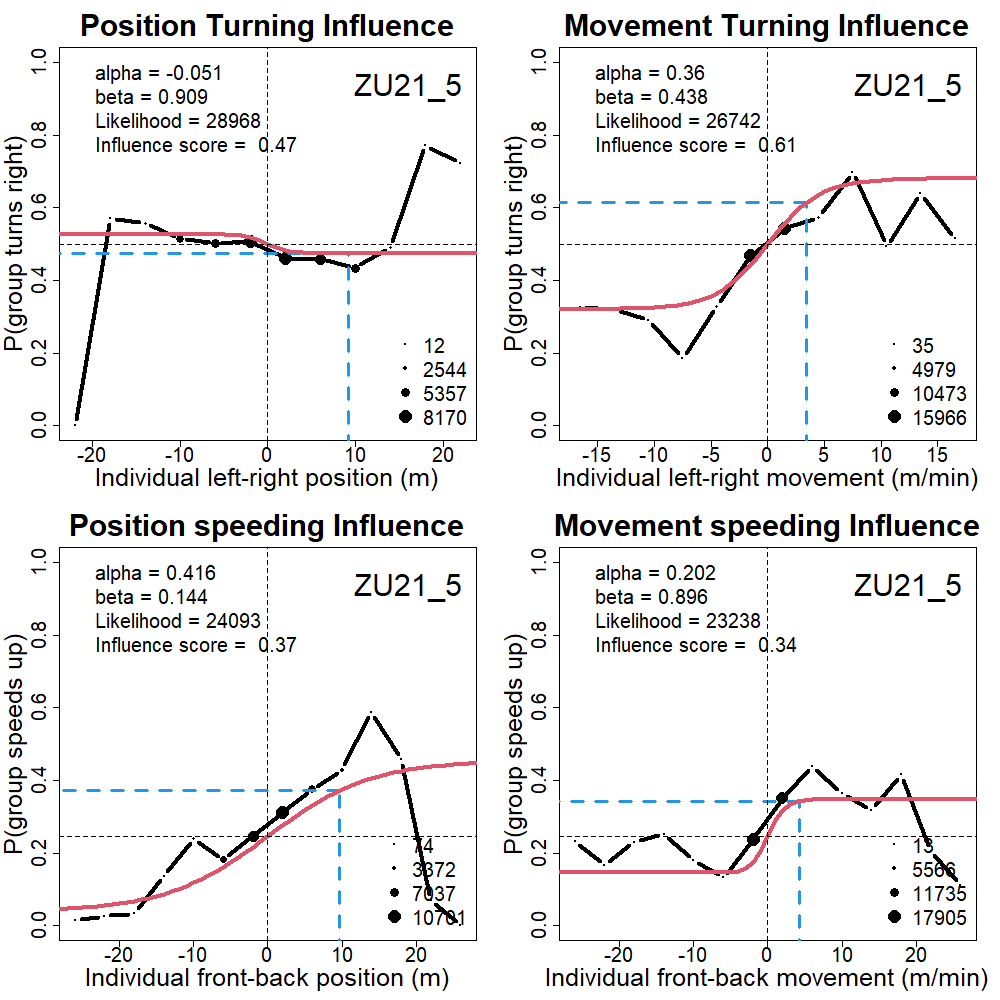 Position Turning Influence
alpha = -0.051
beta = 0.909
Likelihood = 28968
Influence score = 0.47
ZU21_5
P(group turns right)
0.0 0.2 0.4 0.6 0.8 1.0
12
2544
5357
8170
-20 -10 0 10 20
Individual left-right position (m)
Movement Turning Influence
alpha = 0.36
beta = 0.438
Likelihood = 26742
Influence score = 0.61
ZU21_5
P(group turns right)
0.0 0.2 0.4 0.6 0.8 1.0
35
4979
10473
15966
-15 -10 -5 0 5 10 15
Individual left-right movement (m/min)
Position speeding Influence
alpha = 0.416
beta = 0.144
Likelihood = 24093
Influence score = 0.37
ZU21_5
P(group speeds up)
0.0 0.2 0.4 0.6 0.8 1.0
74
3372
7037
10701
-20 -10 0 10 20
Individual front-back position (m)
Movement speeding Influence
alpha = 0.202
beta = 0.896
Likelihood = 23238
Influence score = 0.34
ZU21_5
P(group speeds up)
0.0 0.2 0.4 0.6 0.8 1.0
13
5566
11735
17905
-20 -10 0 10 20
Individual front-back movement (m/min)